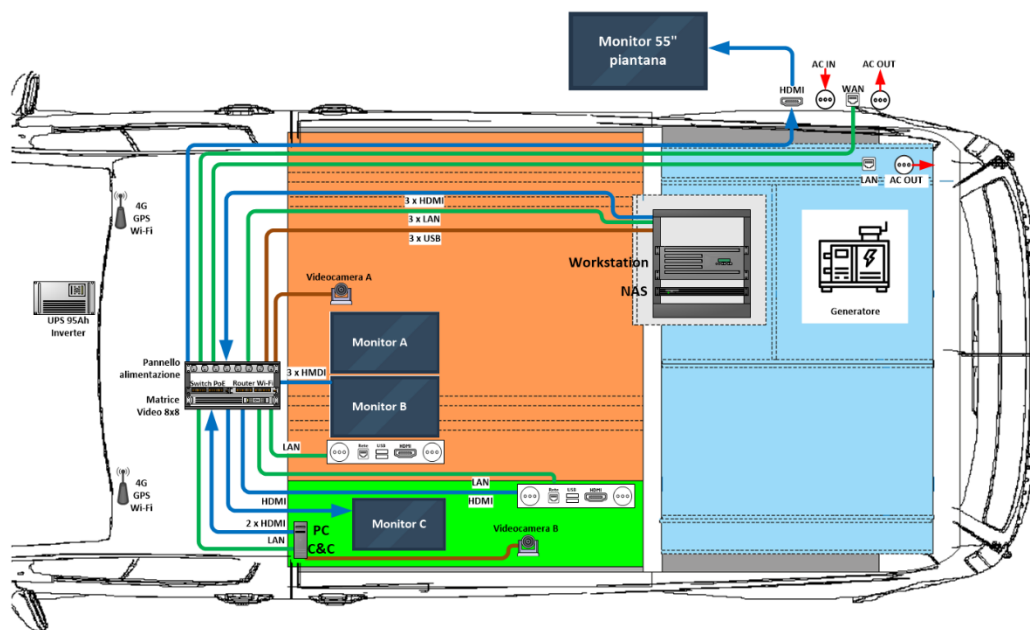 Monitor 55"
piantana
AC IN
AC OUT
HDMI
WAN
LAN
AC OUT
4G
GPS
Wi-Fi
3 x HDMI
3 x LAN
3 x USB
Workstation
NAS
Generatore
Videocamera A
UPS 95Ah
Inverter
Monitor A
Pannello
alimentazione
3 x HMDI
Switch PoE
Router Wi-Fi
Matrice
Video 8x8
Monitor B
LAN
Rete
USB
HDMI
4G
GPS
Wi-Fi
LAN
HDMI
Rete
USB
HDMI
HDMI
2 x HDMI
LAN
PC
C&C
Monitor C
Videocamera B